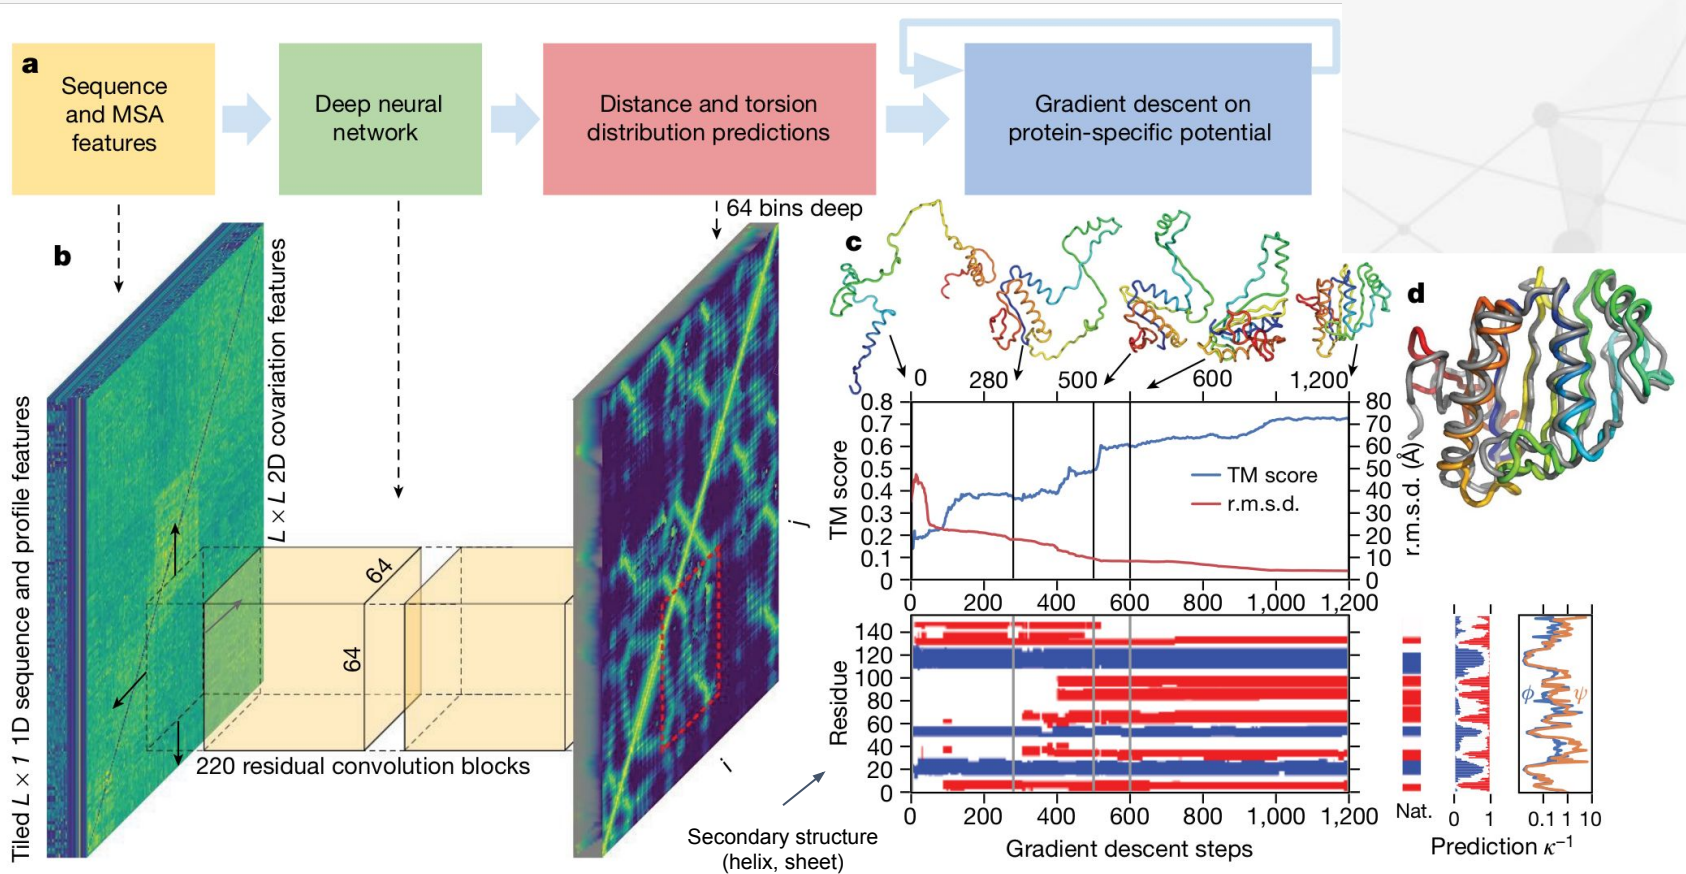 a
Sequence
and MSA
features
Deep neural
network
Distance and torsion
distribution predictions
Gradient descent on
protein-specific potential
64 bins deep
b
Tiled L × 1 1D sequence and profile features
L × L 2D covariation features
64
64
220 residual convolution blocks
j
i
c
0 280 500 600 1,200
TM score
0.8
0.7
0.6
0.5
0.4
0.3
0.2
0.1
0
TM score
r.m.s.d.
80
70
60
50
40
30
20
10
0
r.m.s.d. (Å)
0 200 400 600 800 1,000 1,200
Residue
140
120
100
80
60
40
20
0
0 200 400 600 800 1,000 1,200
Gradient descent steps
Secondary structure
(helix, sheet)
d
ϕ ψ
Nat.
0 1 0.1 1 10
Prediction κ⁻¹